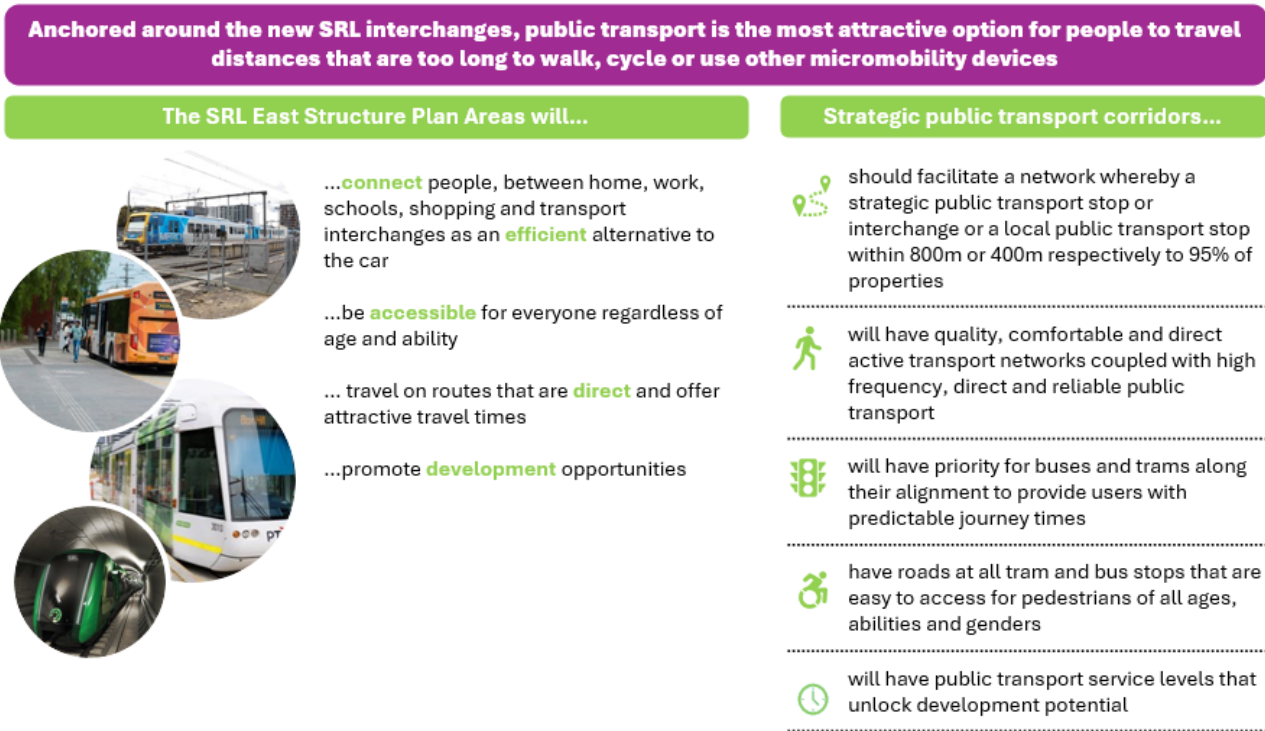 Anchored around the new SRL interchanges, public transport is the most attractive option for people to travel
distances that are too long to walk, cycle or use other micromobility devices
The SRL East Structure Plan Areas will...
...connect people, between home, work,
schools, shopping and transport
interchanges as an efficient alternative to
the car
...be accessible for everyone regardless of
age and ability
... travel on routes that are direct and offer
attractive travel times
...promote development opportunities
Strategic public transport corridors...
should facilitate a network whereby a
strategic public transport stop or
interchange or a local public transport stop
within 800m or 400m respectively to 95% of
properties
will have quality, comfortable and direct
active transport networks coupled with high
frequency, direct and reliable public
transport
will have priority for buses and trams along
their alignment to provide users with
predictable journey times
have roads at all tram and bus stops that are
easy to access for pedestrians of all ages,
abilities and genders
will have public transport service levels that
unlock development potential